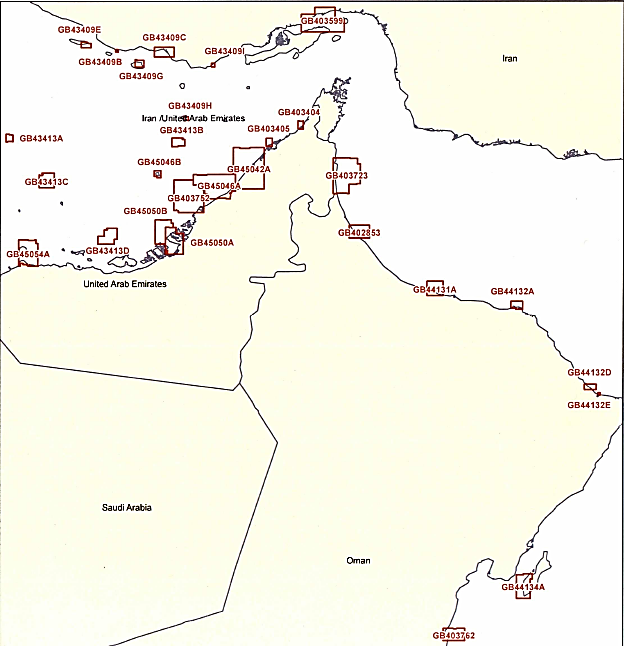 GB403599
GB43409E
GB43409C
GB43409I
GB43409B
Iran
GB43409G
GB43409H
GB403404
Iran /United Arab Emirates
GB43413B
GB403405
GB43413A
GB45046B
GB45042A
GB403723
GB43413C
GB45046A
GB403752
GB45050B
GB402853
GB45050A
GB43413D
GB45054A
United Arab Emirates
GB44131A
GB44132A
GB44132D
GB44132E
Saudi Arabia
Oman
GB44134A
GB403762